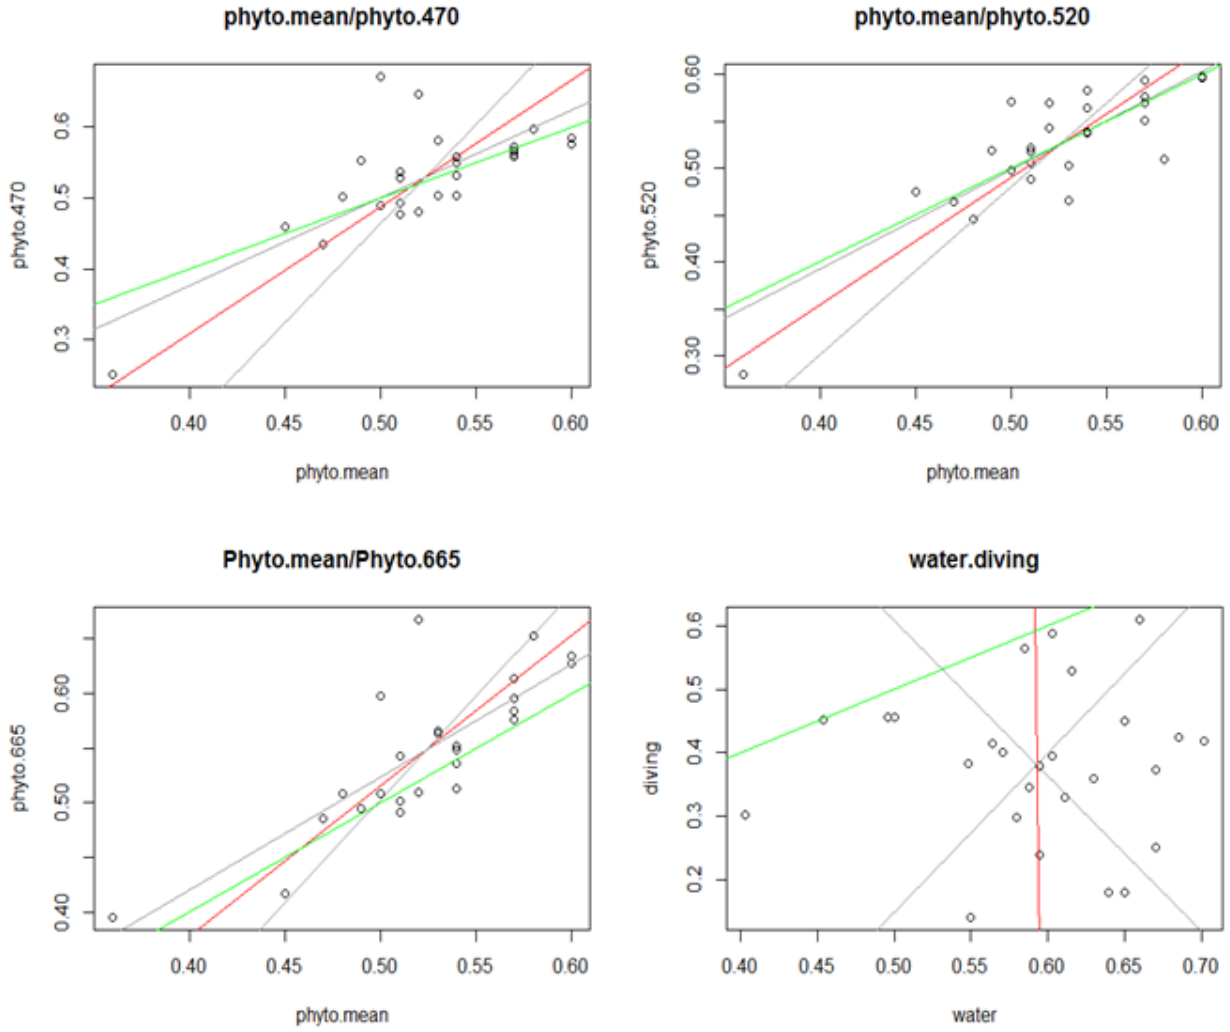 phyto.mean/phyto.470
phyto.470
0.3 0.4 0.5 0.6
0.40 0.45 0.50 0.55 0.60
phyto.mean
phyto.mean/phyto.520
phyto.520
0.30 0.40 0.50 0.60
0.40 0.45 0.50 0.55 0.60
phyto.mean
Phyto.mean/Phyto.665
phyto.665
0.40 0.50 0.60
0.40 0.45 0.50 0.55 0.60
phyto.mean
water.diving
diving
0.2 0.3 0.4 0.5 0.6
0.40 0.45 0.50 0.55 0.60 0.65 0.70
water